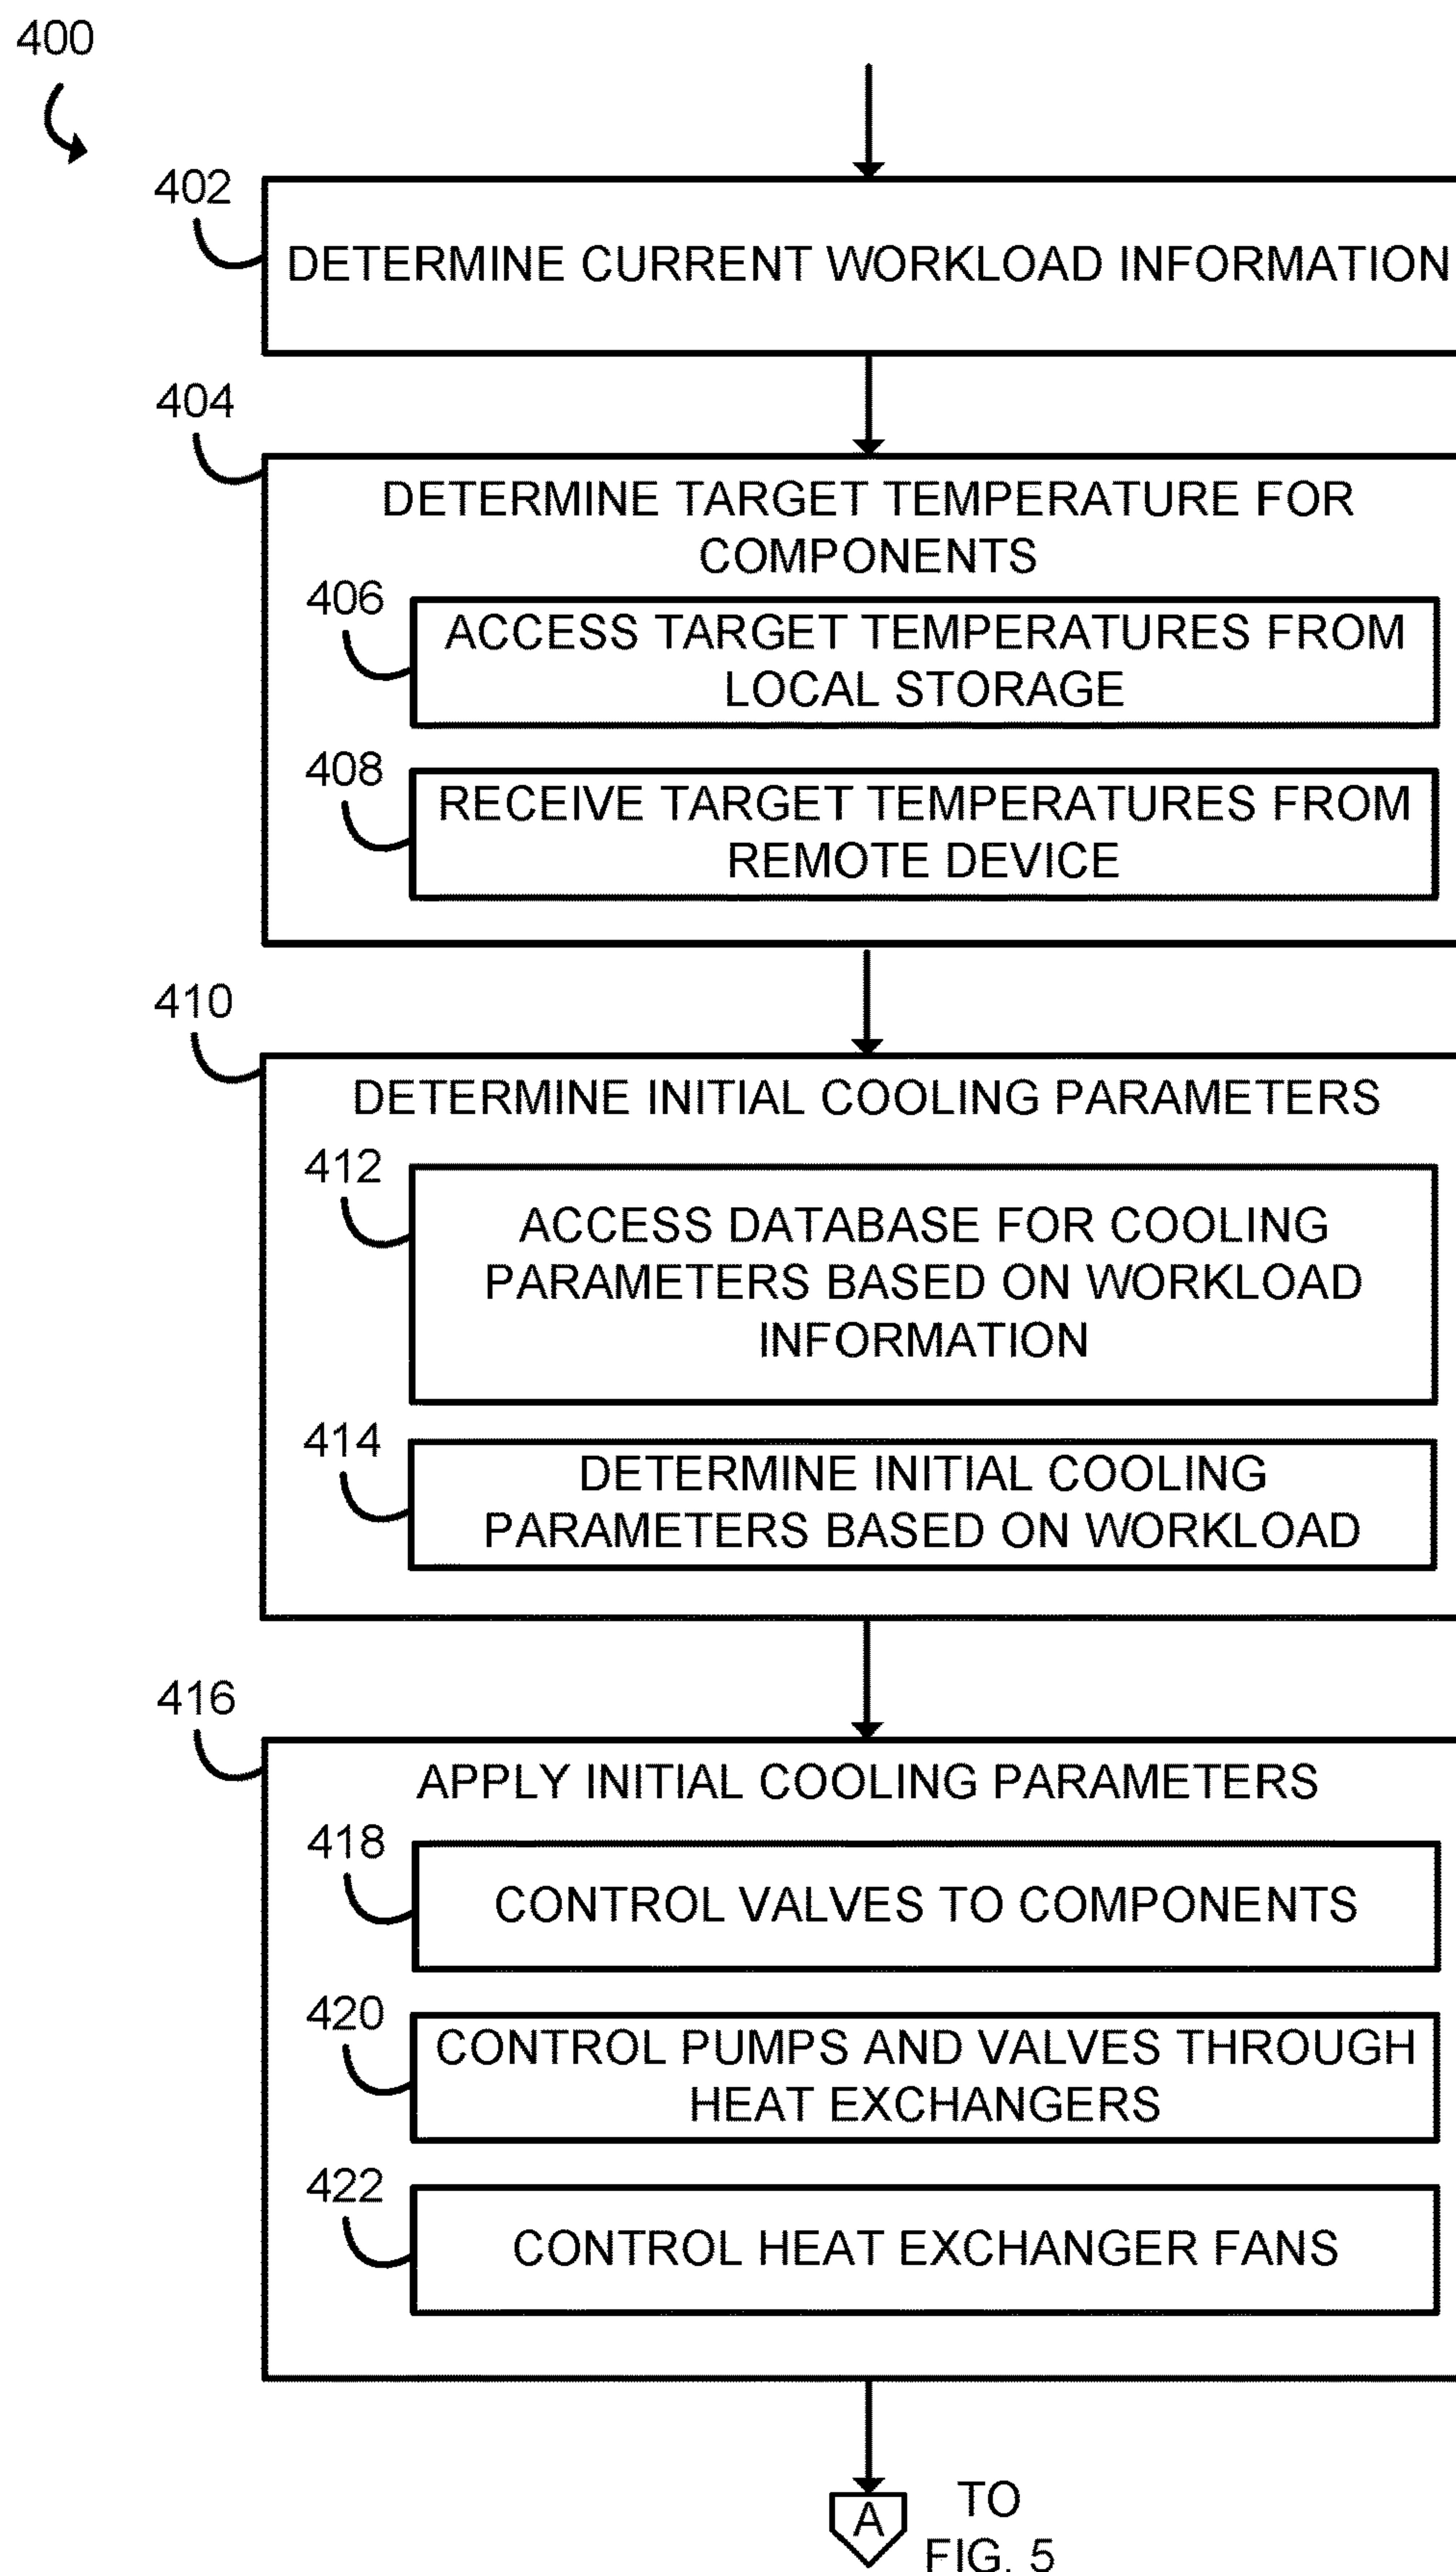 400
402
DETERMINE CURRENT WORKLOAD INFORMATION
404
DETERMINE TARGET TEMPERATURE FOR
COMPONENTS
406
ACCESS TARGET TEMPERATURES FROM
LOCAL STORAGE
408
RECEIVE TARGET TEMPERATURES FROM
REMOTE DEVICE
410
DETERMINE INITIAL COOLING PARAMETERS
412
ACCESS DATABASE FOR COOLING
PARAMETERS BASED ON WORKLOAD
INFORMATION
414
DETERMINE INITIAL COOLING
PARAMETERS BASED ON WORKLOAD
416
APPLY INITIAL COOLING PARAMETERS
418
CONTROL VALVES TO COMPONENTS
420
CONTROL PUMPS AND VALVES THROUGH
HEAT EXCHANGERS
422
CONTROL HEAT EXCHANGER FANS
A
TO
FIG. 5